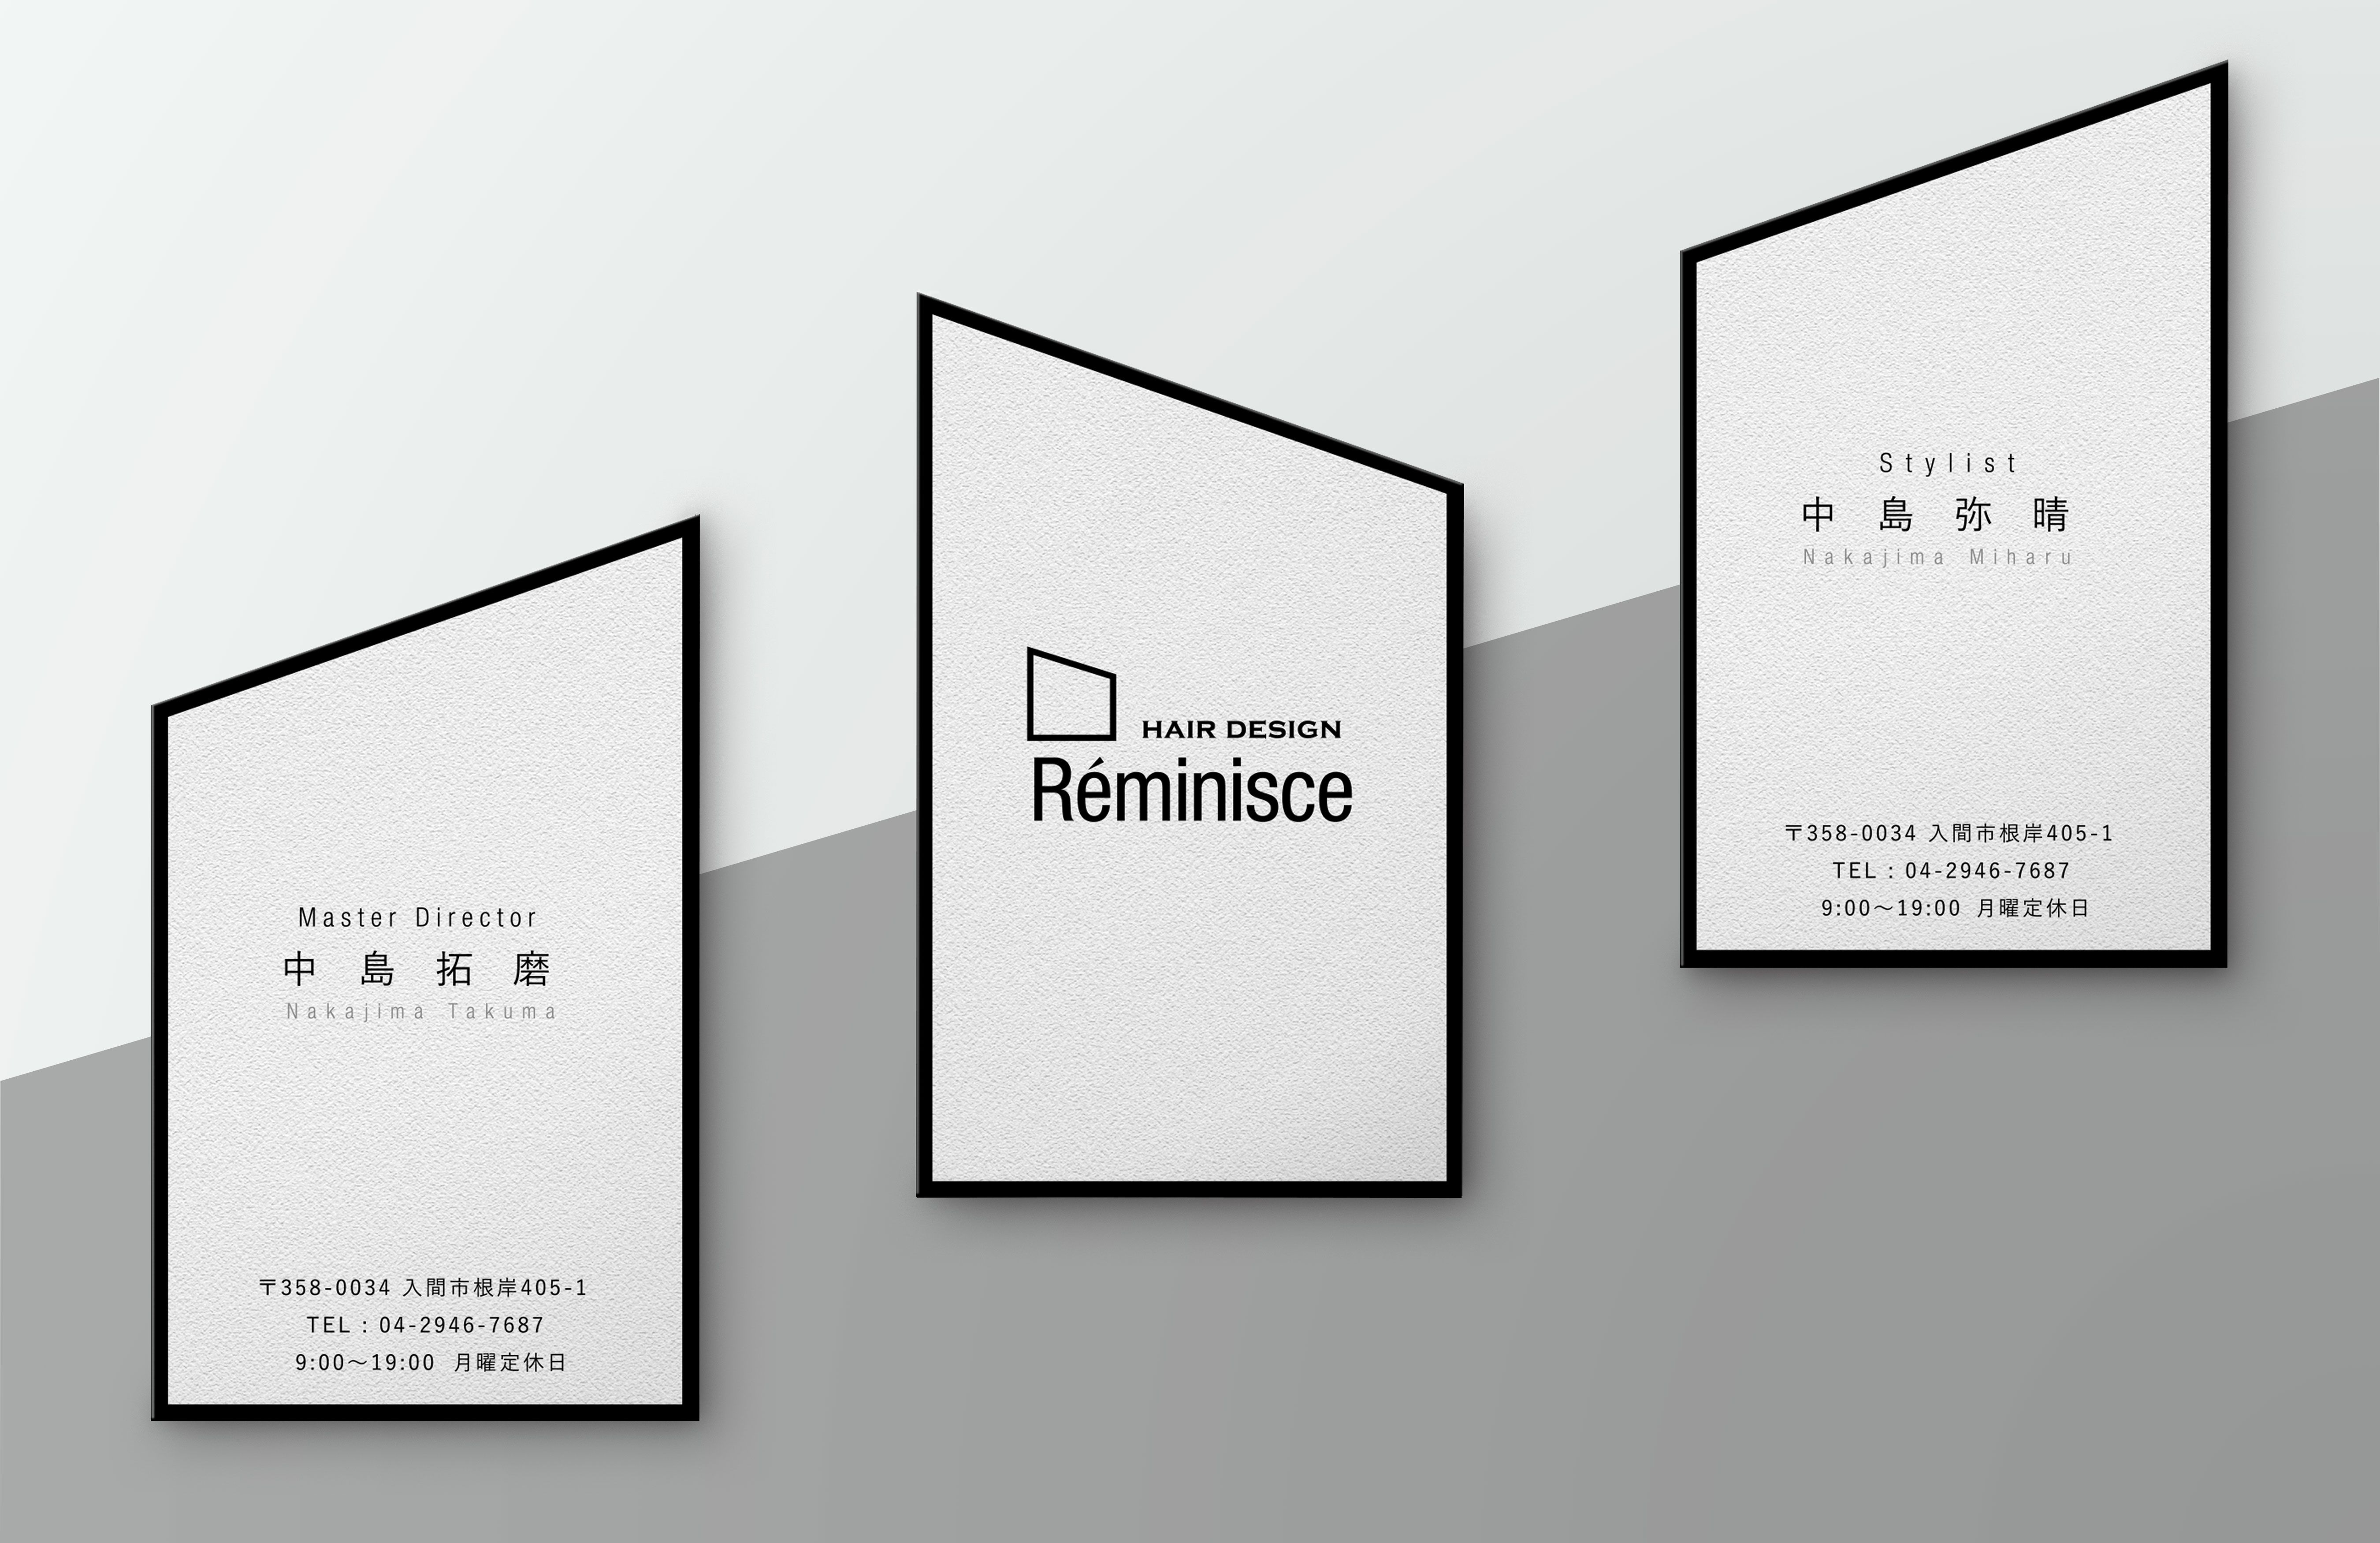 Master Director
中島拓磨
Nakajima Takuma
〒358-0034 入間市根岸405-1
TEL : 04-2946-7687
9:00〜19:00 月曜定休日
HAIR DESIGN
Réminisce
Stylist
中島弥晴
Nakajima Miharu
〒358-0034 入間市根岸405-1
TEL : 04-2946-7687
9:00〜19:00 月曜定休日